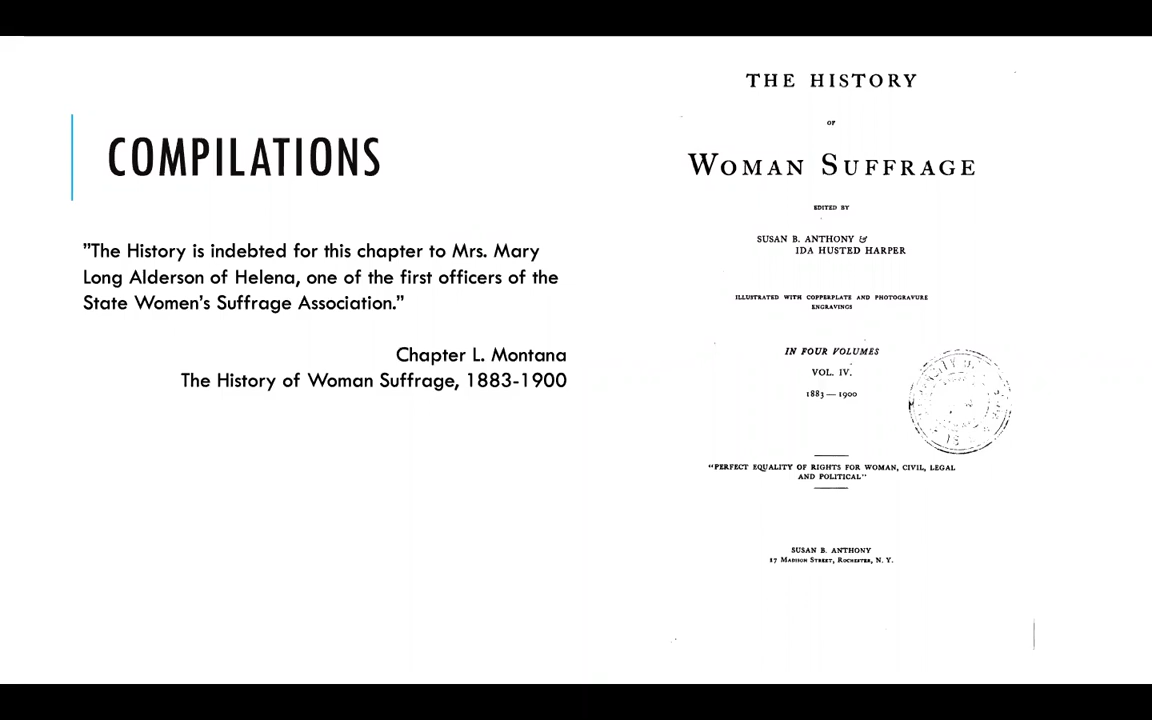 COMPILATIONS
"The History is indebted for this chapter to Mrs. Mary
Long Alderson of Helena, one of the first officers of the
State Women's Suffrage Association."
Chapter L. Montana
The History of Woman Suffrage, 1883-1900
THE HISTORY
OF
WOMAN SUFFRAGE
EDITED BY
SUSAN B. ANTHONY &
IDA HUSTED HARPER
ILLUSTRATED WITH COPPERPLATE AND PHOTOGRAVURE
ENGRAVINGS
IN FOUR VOLUMES
VOL. IV.
1883—1900
"PERFECT EQUALITY OF RIGHTS FOR WOMAN, CIVIL, LEGAL
AND POLITICAL"
SUSAN B. ANTHONY
17 MADISON STREET, ROCHESTER, N. Y.